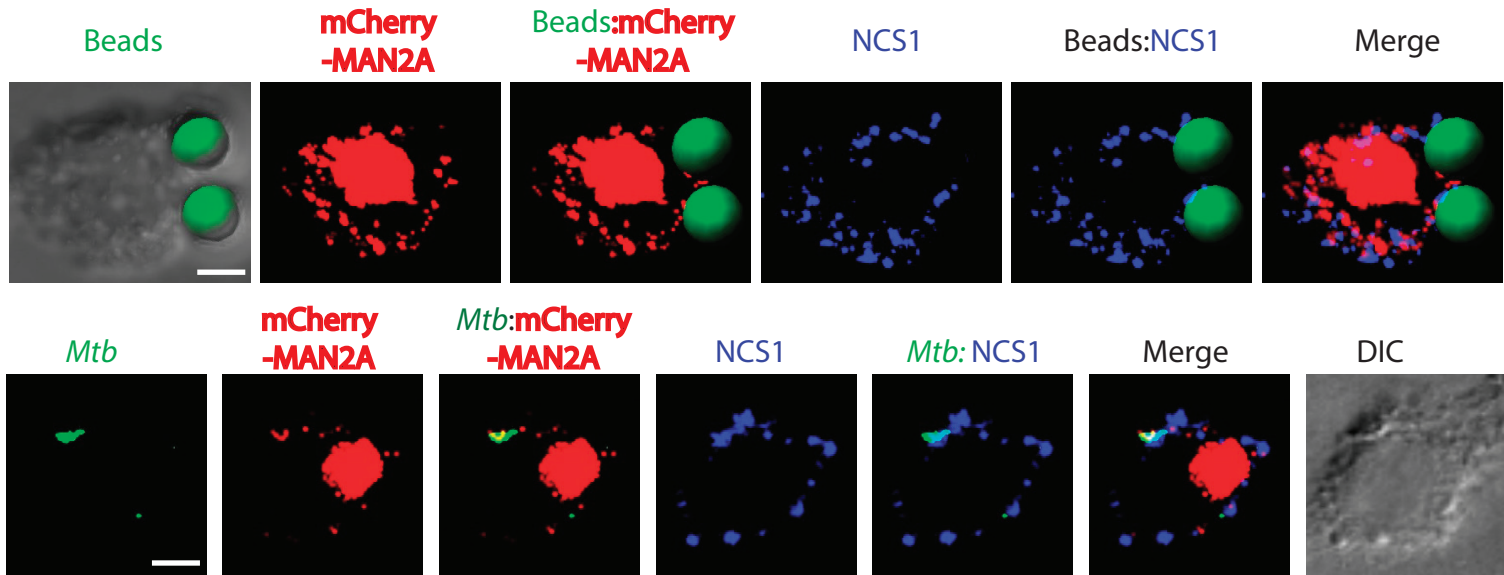 Beads
mCherry
-MAN2A
Beads:mCherry
-MAN2A
NCS1
Beads:NCS1
Merge
Mtb
mCherry
-MAN2A
Mtb:mCherry
-MAN2A
NCS1
Mtb: NCS1
Merge
DIC